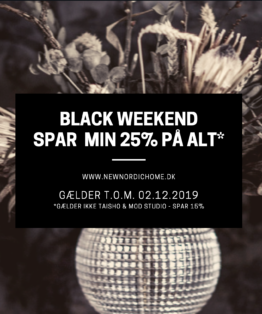 BLACK WEEKEND
SPAR MIN 25% PÅ ALT*
WWW.NEWNORDICHOME.DK
GÆLDER T.O.M. 02.12.2019
*GÆLDER IKKE TAISHO & MOD STUDIO - SPAR 15%